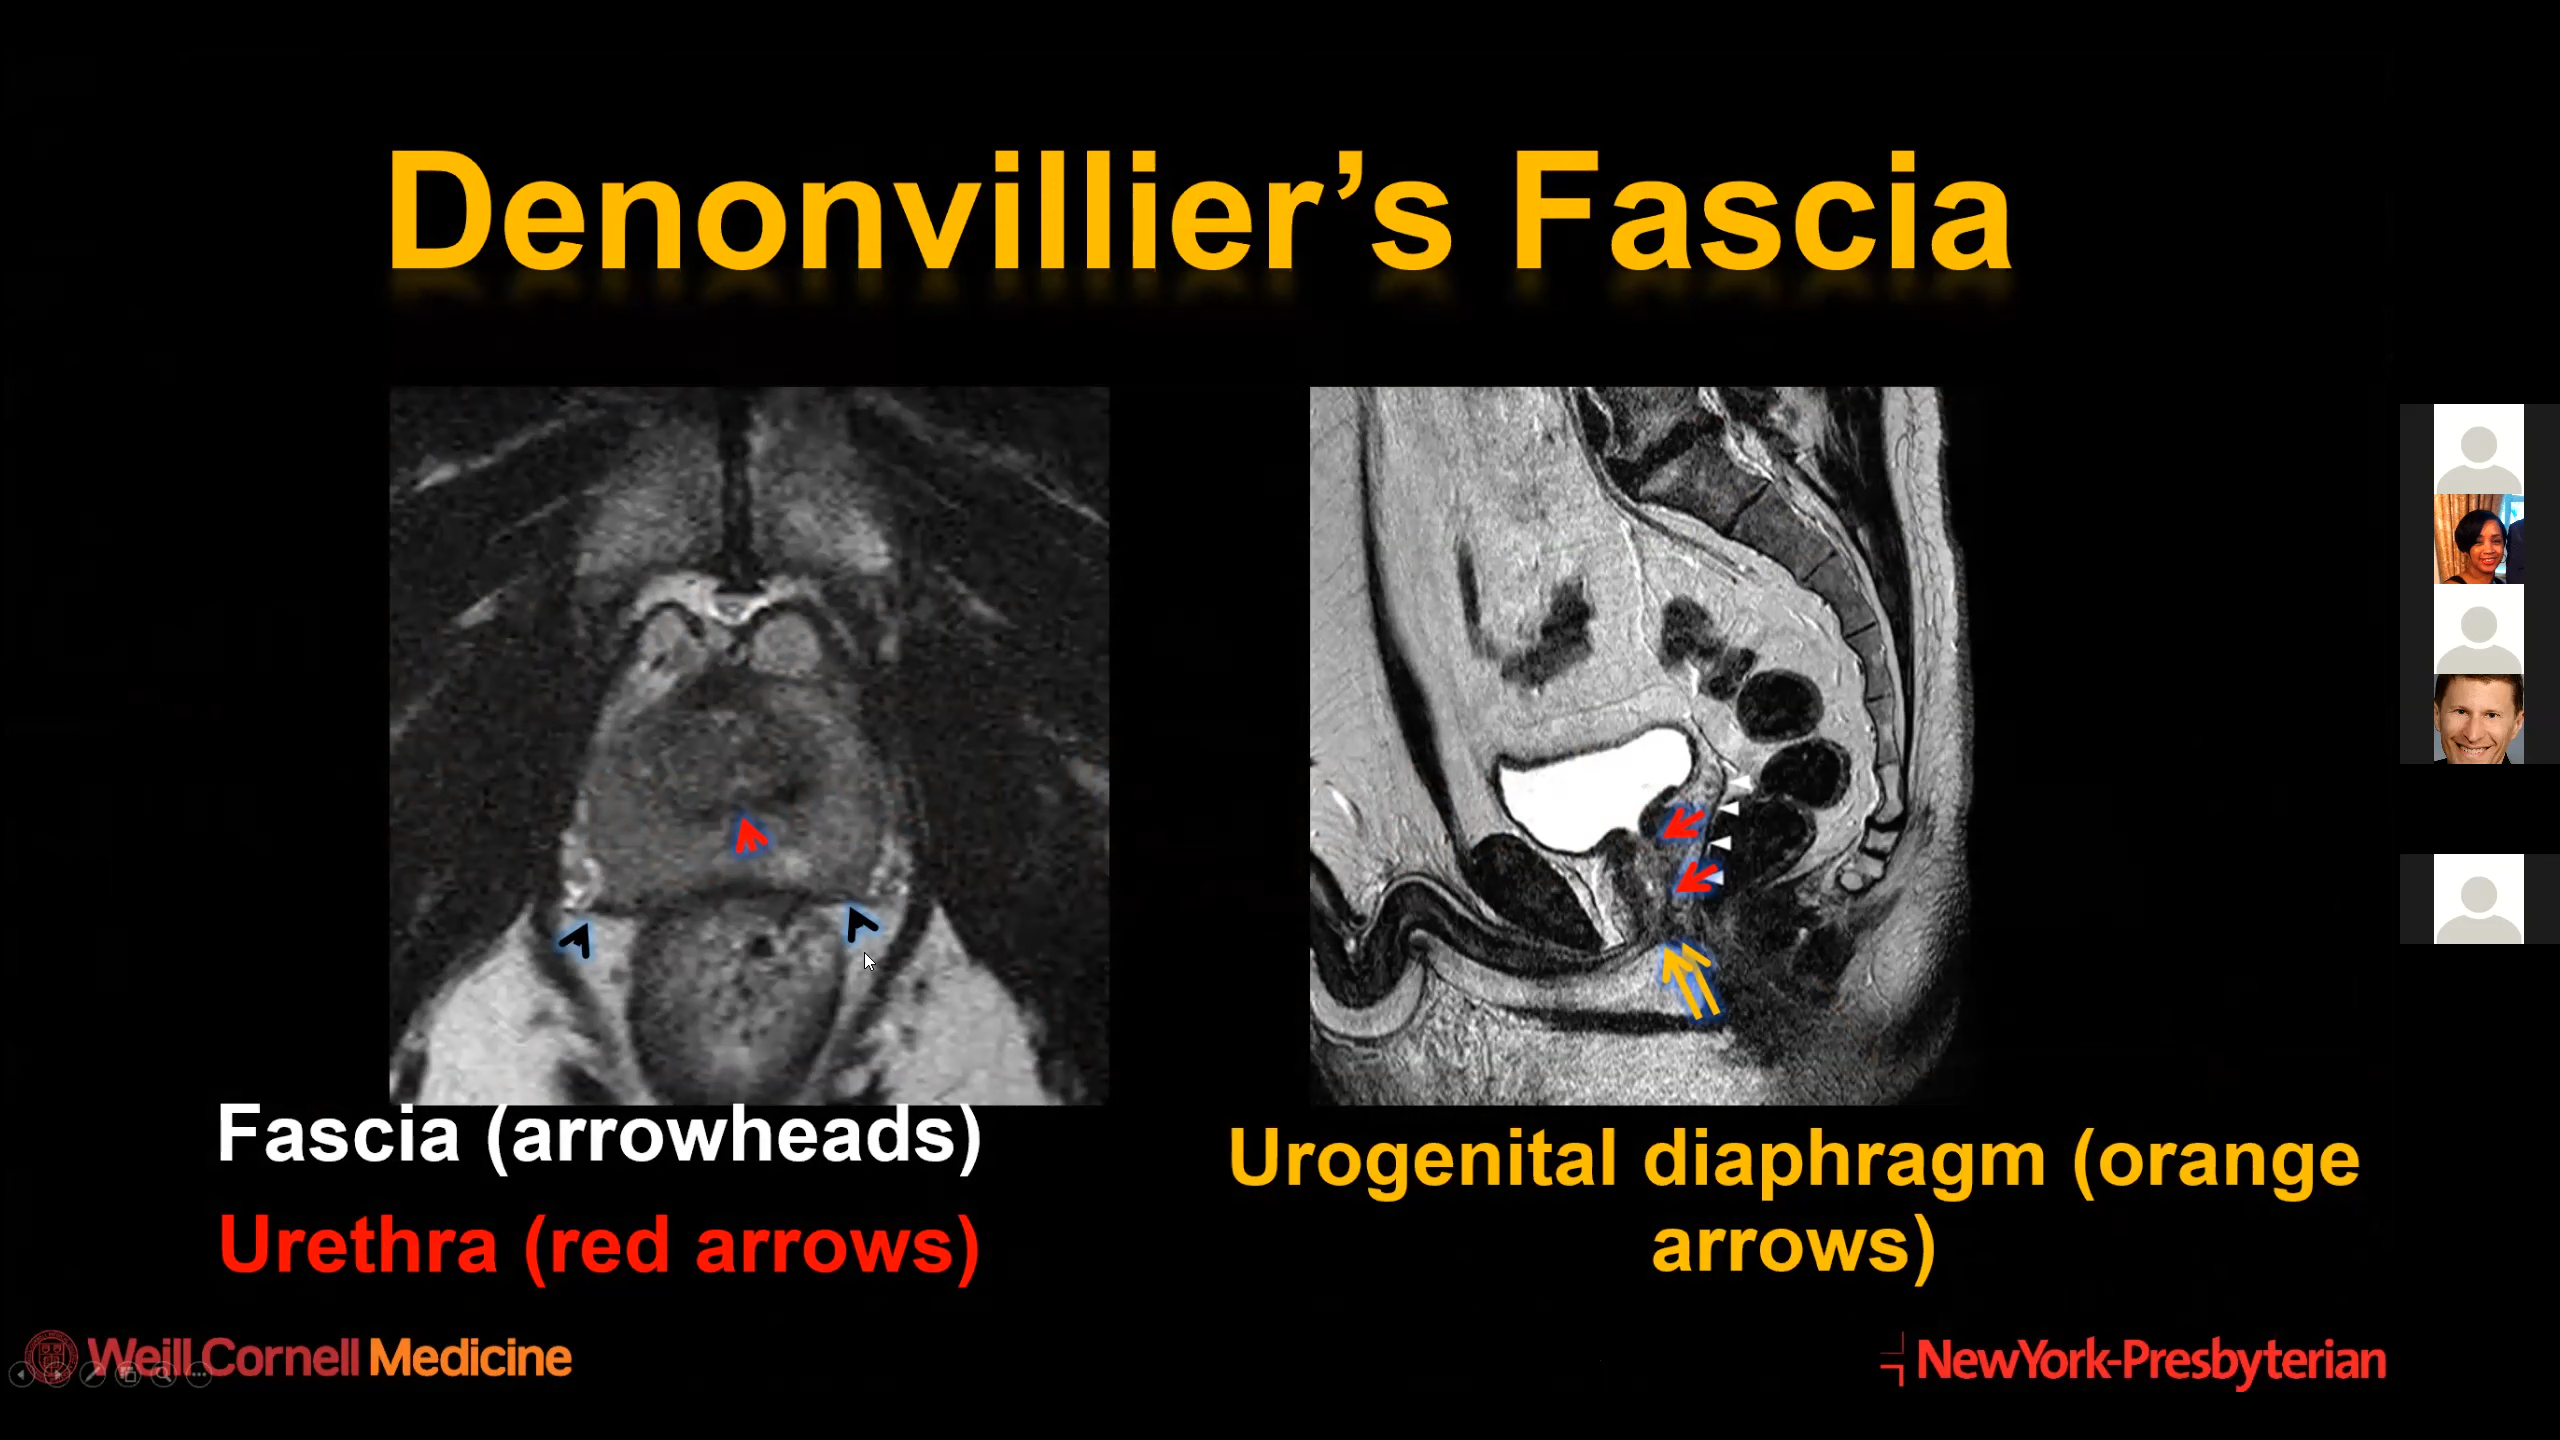 Denonvillier’s Fascia
Fascia (arrowheads)
Urethra (red arrows)
Urogenital diaphragm (orange
arrows)
Weill Cornell Medicine
NewYork-Presbyterian